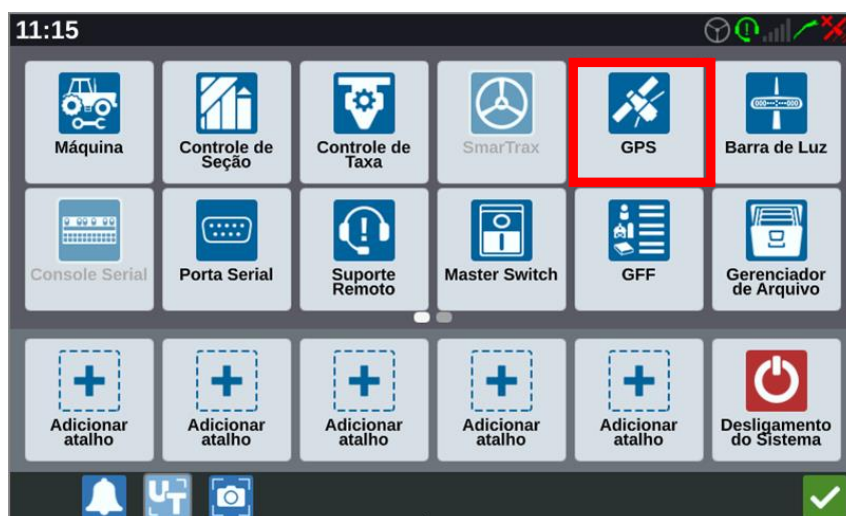 11:15
Máquina
Controle de
Seção
Controle de
Taxa
SmarTrax
GPS
Barra de Luz
Console Serial
Porta Serial
Suporte
Remoto
Master Switch
GFF
Gerenciador
de Arquivo
Adicionar
atalho
Adicionar
atalho
Adicionar
atalho
Adicionar
atalho
Adicionar
atalho
Desligamento
do Sistema
UT